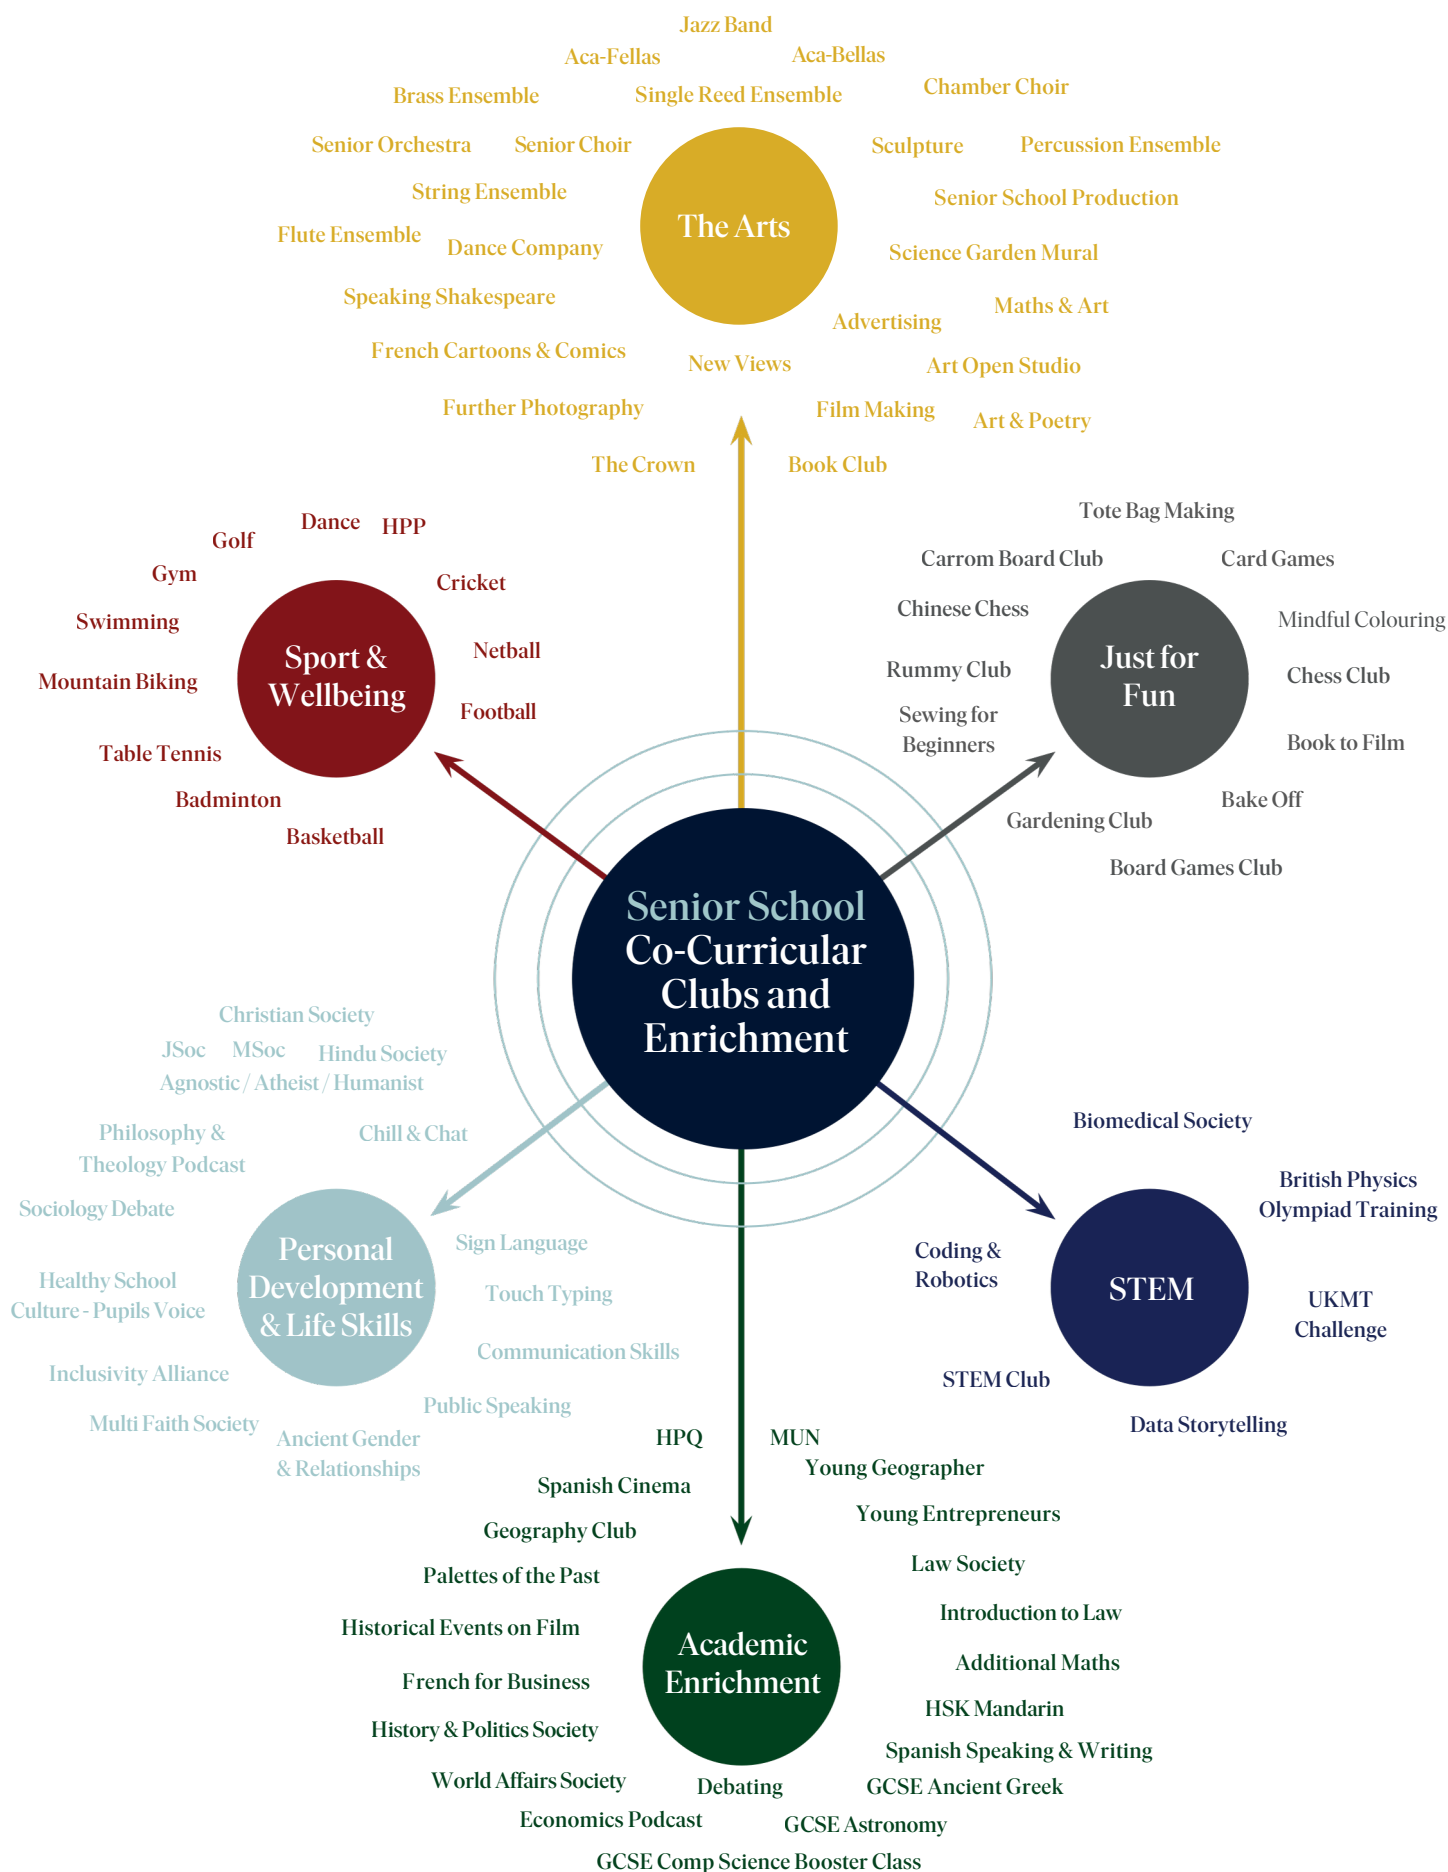 Jazz Band
Aca-Fellas
Aca-Bellas
Chamber Choir
Brass Ensemble
Single Reed Ensemble
Senior Orchestra
Senior Choir
Sculpture
Percussion Ensemble
String Ensemble
Senior School Production
The Arts
Flute Ensemble
Dance Company
Science Garden Mural
Speaking Shakespeare
Maths & Art
Advertising
French Cartoons & Comics
New Views
Art Open Studio
Further Photography
Film Making
Art & Poetry
The Crown
Book Club
Dance
HPP
Golf
Gym
Cricket
Swimming
Netball
Sport &
Wellbeing
Mountain Biking
Football
Table Tennis
Badminton
Basketball
Tote Bag Making
Carrom Board Club
Card Games
Chinese Chess
Mindful Colouring
Just for
Fun
Rummy Club
Chess Club
Sewing for
Beginners
Book to Film
Bake Off
Gardening Club
Board Games Club
Senior School
Co-Curricular
Clubs and
Enrichment
Christian Society
JSoc
MSoc
Hindu Society
Agnostic / Atheist / Humanist
Philosophy &
Theology Podcast
Chill & Chat
Sociology Debate
Personal
Development
& Life Skills
Sign Language
Healthy School
Culture - Pupils Voice
Touch Typing
Communication Skills
Inclusivity Alliance
Public Speaking
Multi Faith Society
Ancient Gender
& Relationships
Biomedical Society
British Physics
Olympiad Training
Coding &
Robotics
STEM
UKMT
Challenge
STEM Club
Data Storytelling
HPQ
MUN
Young Geographer
Spanish Cinema
Young Entrepreneurs
Geography Club
Law Society
Palettes of the Past
Introduction to Law
Historical Events on Film
Academic
Enrichment
Additional Maths
French for Business
HSK Mandarin
History & Politics Society
Spanish Speaking & Writing
World Affairs Society
Debating
GCSE Ancient Greek
Economics Podcast
GCSE Astronomy
GCSE Comp Science Booster Class